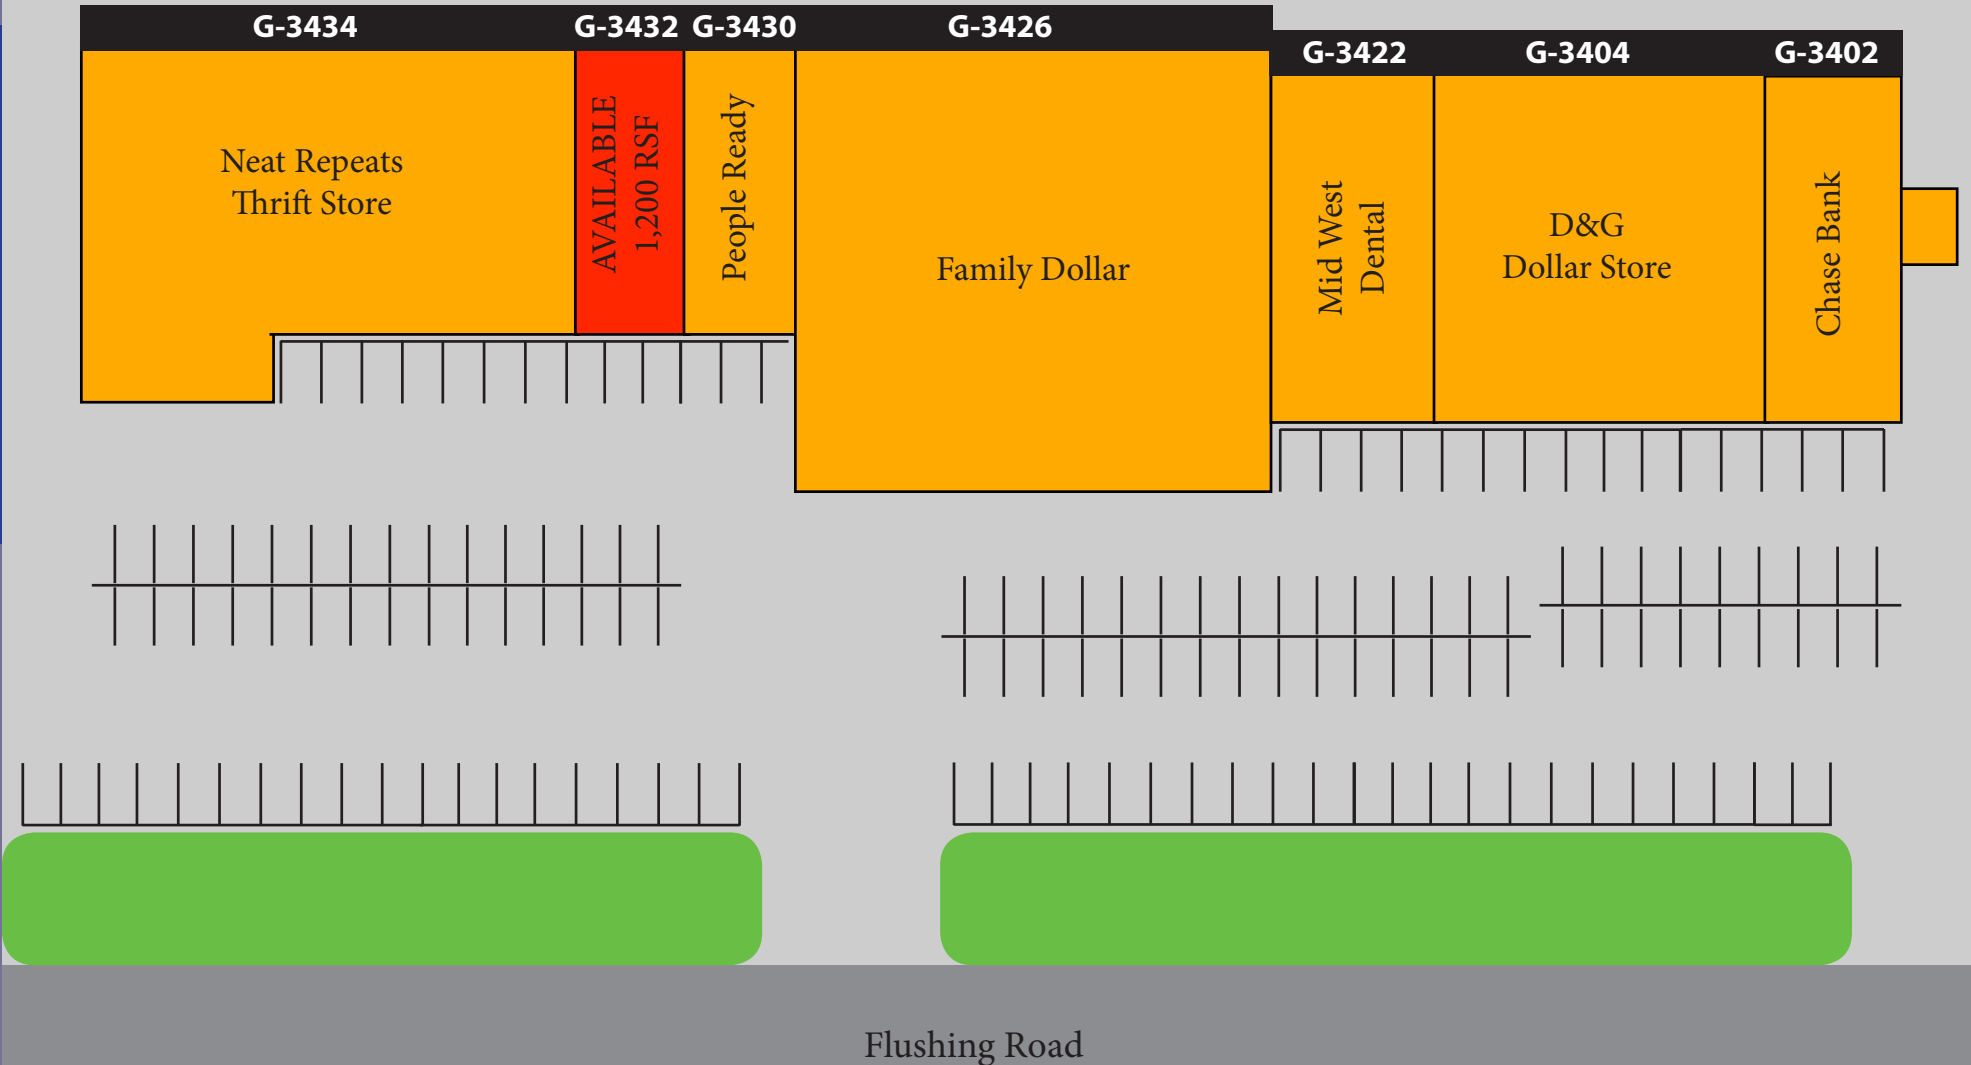 G-3434
G-3432
G-3430
G-3426
G-3422
G-3404
G-3402
Neat Repeats
Thrift Store
AVAILABLE
1,200 RSF
People Ready
Family Dollar
Mid West
Dental
D&G
Dollar Store
Chase Bank
Flushing Road